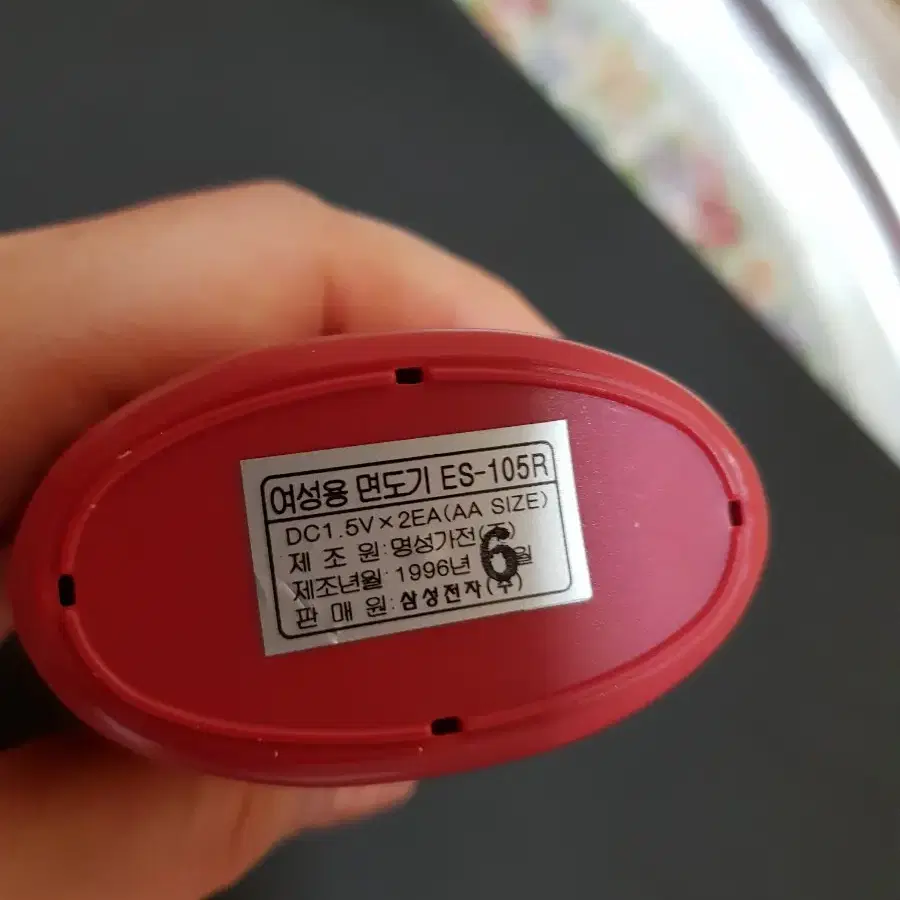 여성용 면도기 ES-105R
DC1.5V×2EA(AA SIZE)
제 조 원:명성가전(주)
제조년월:1996년 6월
판 매 원:삼성전자(주)